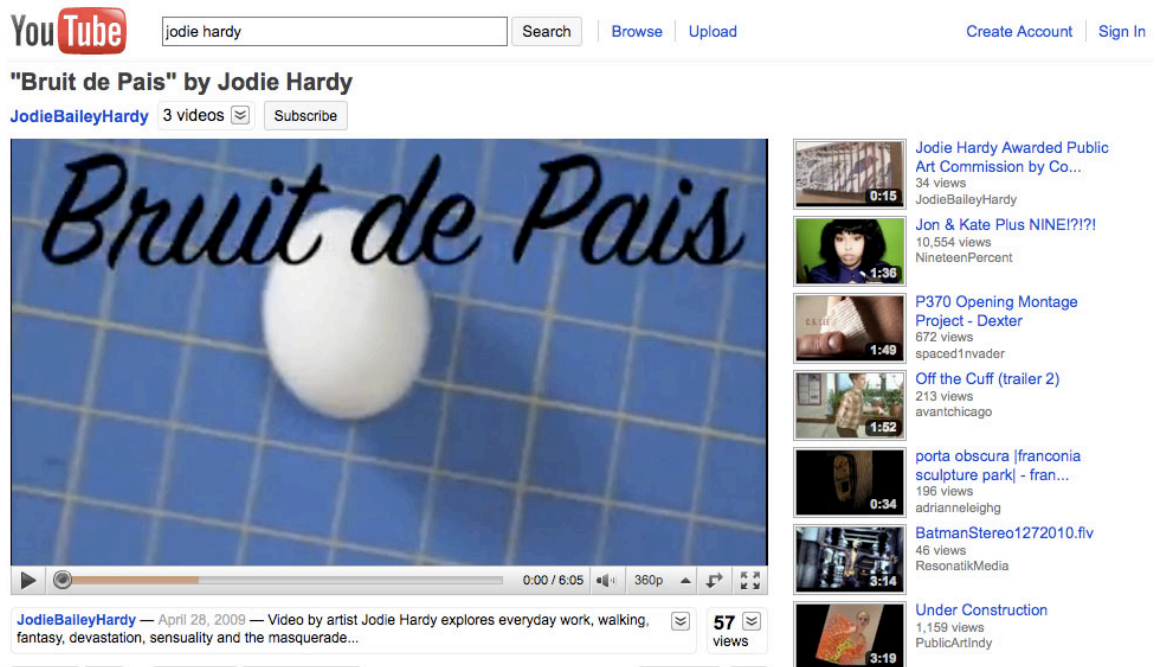 You Tube
jodie hardy
Search
Browse
Upload
Create Account
Sign In
"Bruit de Pais" by Jodie Hardy
JodieBaileyHardy
3 videos
Subscribe
Bruit de Pais
0:00 / 6:05
360p
JodieBaileyHardy — April 28, 2009 — Video by artist Jodie Hardy explores everyday work, walking,
fantasy, devastation, sensuality and the masquerade...
57
views
0:15
Jodie Hardy Awarded Public
Art Commission by Co...
34 views
JodieBaileyHardy
1:36
Jon & Kate Plus NINE!?!?!
10,554 views
NineteenPercent
1:49
P370 Opening Montage
Project - Dexter
672 views
spaced1nvader
1:52
Off the Cuff (trailer 2)
213 views
avantchicago
0:34
porta obscura |franconia
sculpture park| - fran...
196 views
adrianneleighg
3:14
BatmanStereo1272010.flv
46 views
ResonatikMedia
3:19
Under Construction
1,159 views
PublicArtIndy